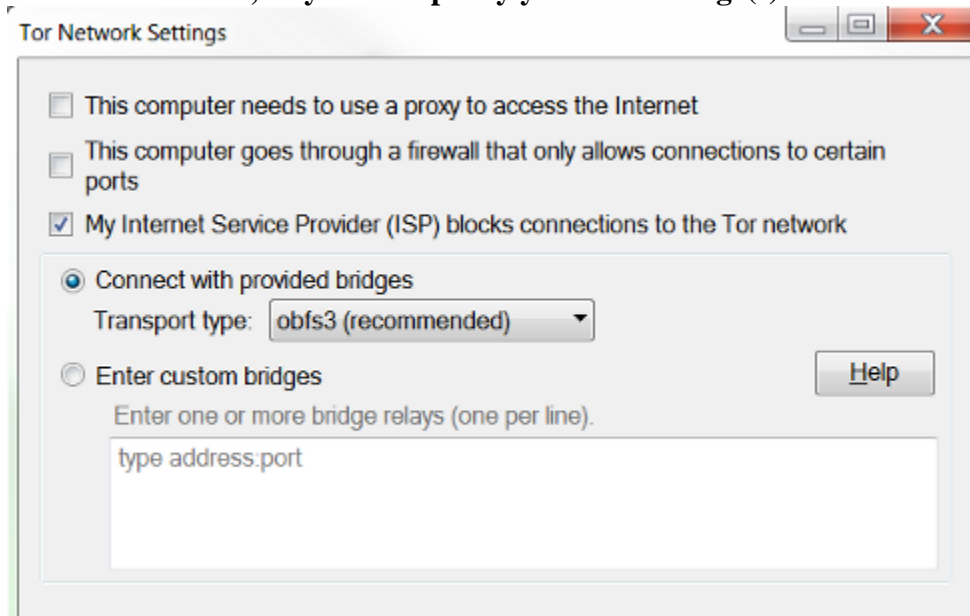 Tor Network Settings
This computer needs to use a proxy to access the Internet
This computer goes through a firewall that only allows connections to certain
ports
My Internet Service Provider (ISP) blocks connections to the Tor network
Connect with provided bridges
Transport type: obfs3 (recommended)
Enter custom bridges
Help
Enter one or more bridge relays (one per line).
type address:port